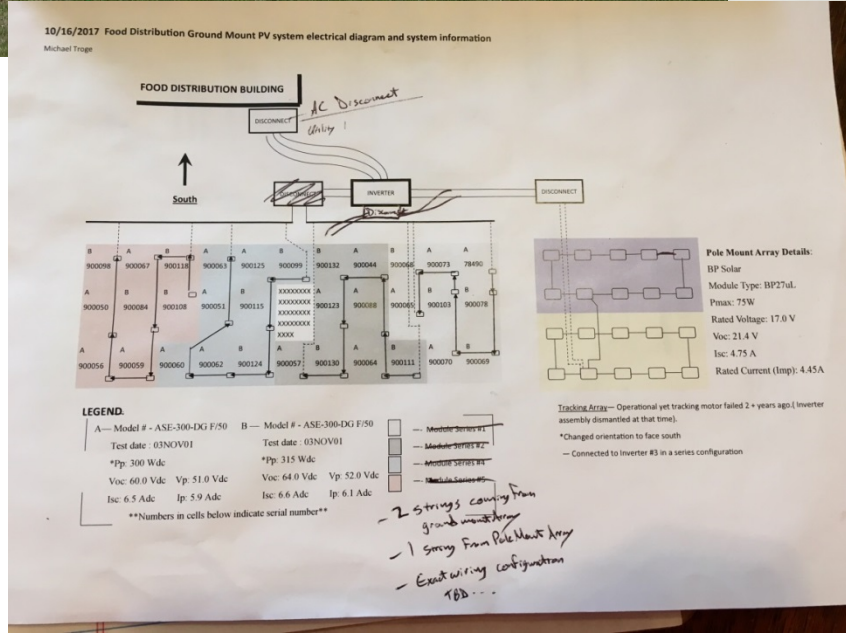 10/16/2017 Food Distribution Ground Mount PV system electrical diagram and system information
Michael Troge
FOOD DISTRIBUTION BUILDING
AC Disconnect
DISCONNECT
Utility
South
DISCONNECT
INVERTER
DISCONNECT
Disconnect
B A B A A B B A A A A
900098 900067 900118 900063 900125 900099 900132 900044 900068 900073 78490
XXXXXXXX
XXXXXXXX
XXXXXXXX
XXXXXXXX
XXXX
A B B A B A A A B B
900050 900084 900108 900051 900115 900123 900088 900065 900103 900078
A A A A B A B A B A B
900056 900059 900060 900062 900124 900057 900130 900064 900111 900070 900069
Pole Mount Array Details:
BP Solar
Module Type: BP27uL
Pmax: 75W
Rated Voltage: 17.0 V
Voc: 21.4 V
Isc: 4.75 A
Rated Current (Imp): 4.45A
Tracking Array— Operational yet tracking motor failed 2 + years ago.( Inverter
assembly dismantled at that time).
*Changed orientation to face south
— Connected to Inverter #3 in a series configuration
LEGEND.
A— Model # - ASE-300-DG F/50
Test date : 03NOV01
*Pp: 300 Wdc
Voc: 60.0 Vdc Vp: 51.0 Vdc
Isc: 6.5 Adc Ip: 5.9 Adc
B — Model # - ASE-300-DG F/50
Test date : 03NOV01
*Pp: 315 Wdc
Voc: 64.0 Vdc Vp: 52.0 Vdc
Isc: 6.6 Adc Ip: 6.1 Adc
**Numbers in cells below indicate serial number**
— Module Series #1
— Module Series #2
— Module Series #4
— Module Series #5
- 2 strings coming from
ground mount Array
- 1 string From Pole Mount Array
- Exact wiring configuration
TBD...